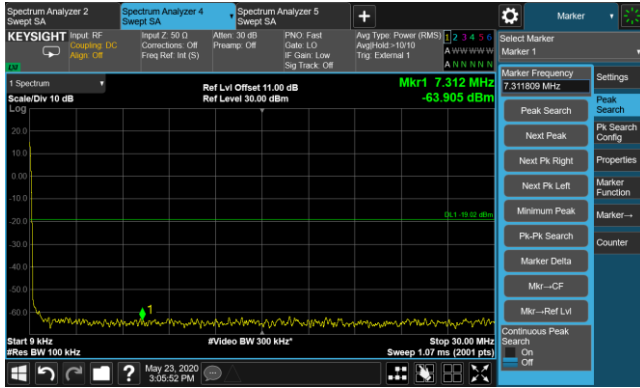 Spectrum Analyzer 2
Swept SA
Spectrum Analyzer 4
Swept SA
Spectrum Analyzer 5
Swept SA
Marker
KEYSIGHT
Input: RF
Coupling: DC
Align: Off
Input Z: 50 Ω
Corrections: Off
Freq Ref: Int (S)
Atten: 30 dB
Preamp: Off
PNO: Fast
Gate: LO
IF Gain: Low
Sig Track: Off
Avg Type: Power (RMS)
Avg|Hold:>10/10
Trig: External 1
1 2 3 4 5 6
A W W W W W
A N N N N N
Select Marker
Marker 1
1 Spectrum
Scale/Div 10 dB
Log
Ref Lvl Offset 11.00 dB
Ref Level 30.00 dBm
Mkr1 7.312 MHz
-63.905 dBm
20.0
10.0
0.00
-10.0
-20.0
-30.0
-40.0
-50.0
-60.0
DL1 -19.02 dBm
1
Start 9 kHz
#Res BW 100 kHz
#Video BW 300 kHz*
Stop 30.00 MHz
Sweep 1.07 ms (2001 pts)
Marker Frequency
7.311809 MHz
Peak Search
Next Peak
Next Pk Right
Next Pk Left
Minimum Peak
Pk-Pk Search
Marker Delta
Mkr→CF
Mkr→Ref Lvl
Continuous Peak
Search
On
Off
Settings
Peak
Search
Pk Search
Config
Properties
Marker
Function
Marker→
Counter
?
May 23, 2020
3:05:52 PM